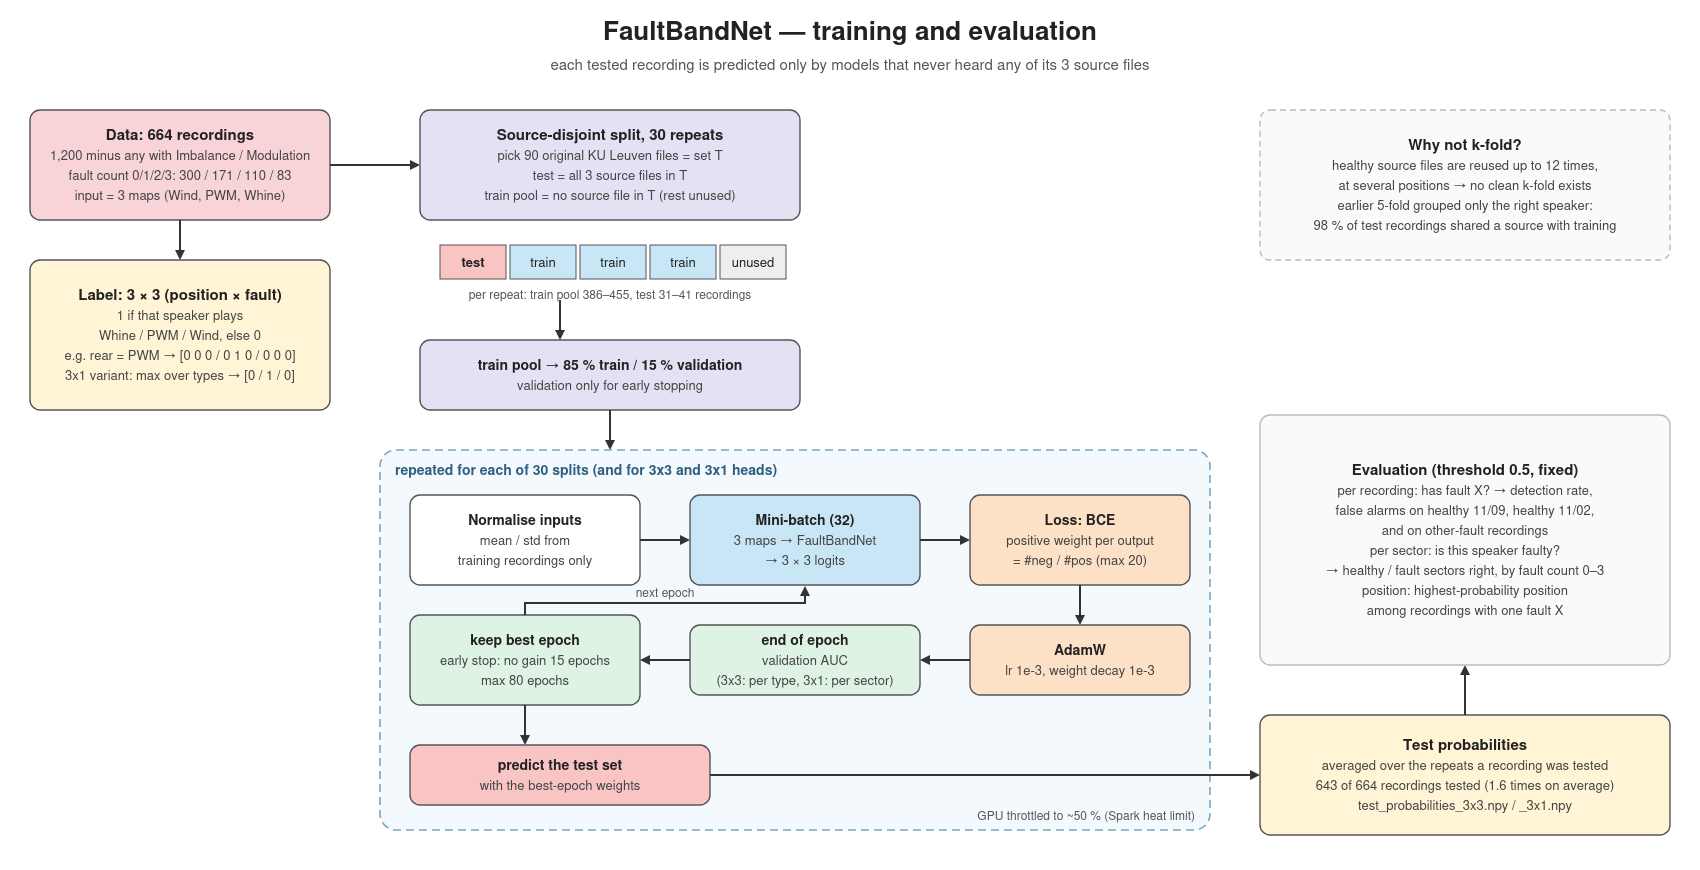 FaultBandNet — training and evaluation
each tested recording is predicted only by models that never heard any of its 3 source files
Data: 664 recordings
1,200 minus any with Imbalance / Modulation
fault count 0/1/2/3: 300 / 171 / 110 / 83
input = 3 maps (Wind, PWM, Whine)
Source-disjoint split, 30 repeats
pick 90 original KU Leuven files = set T
test = all 3 source files in T
train pool = no source file in T (rest unused)
Why not k-fold?
healthy source files are reused up to 12 times,
at several positions → no clean k-fold exists
earlier 5-fold grouped only the right speaker:
98 % of test recordings shared a source with training
Label: 3 × 3 (position × fault)
1 if that speaker plays
Whine / PWM / Wind, else 0
e.g. rear = PWM → [0 0 0 / 0 1 0 / 0 0 0]
3x1 variant: max over types → [0 / 1 / 0]
test
train
train
train
unused
per repeat: train pool 386–455, test 31–41 recordings
train pool → 85 % train / 15 % validation
validation only for early stopping
repeated for each of 30 splits (and for 3x3 and 3x1 heads)
Normalise inputs
mean / std from
training recordings only
Mini-batch (32)
3 maps → FaultBandNet
→ 3 × 3 logits
Loss: BCE
positive weight per output
= #neg / #pos (max 20)
next epoch
keep best epoch
early stop: no gain 15 epochs
max 80 epochs
end of epoch
validation AUC
(3x3: per type, 3x1: per sector)
AdamW
lr 1e-3, weight decay 1e-3
predict the test set
with the best-epoch weights
GPU throttled to ~50 % (Spark heat limit)
Evaluation (threshold 0.5, fixed)
per recording: has fault X? → detection rate,
false alarms on healthy 11/09, healthy 11/02,
and on other-fault recordings
per sector: is this speaker faulty?
→ healthy / fault sectors right, by fault count 0–3
position: highest-probability position
among recordings with one fault X
Test probabilities
averaged over the repeats a recording was tested
643 of 664 recordings tested (1.6 times on average)
test_probabilities_3x3.npy / _3x1.npy